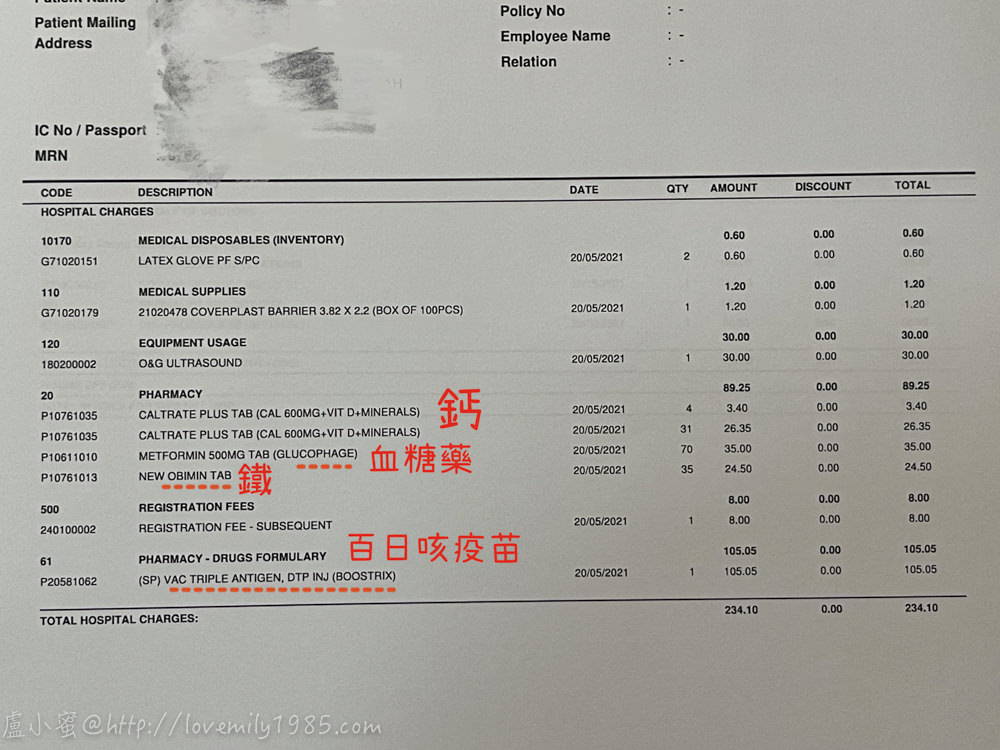 Patient Name
Policy No : -
Patient Mailing Address :
Employee Name : -
Relation : -
IC No / Passport :
MRN
CODE DESCRIPTION DATE QTY AMOUNT DISCOUNT TOTAL
HOSPITAL CHARGES
10170 MEDICAL DISPOSABLES (INVENTORY) 0.60 0.00 0.60
G71020151 LATEX GLOVE PF S/PC 20/05/2021 2 0.60 0.00 0.60
110 MEDICAL SUPPLIES 1.20 0.00 1.20
G71020179 21020478 COVERPLAST BARRIER 3.82 X 2.2 (BOX OF 100PCS) 20/05/2021 1 1.20 0.00 1.20
120 EQUIPMENT USAGE 30.00 0.00 30.00
180200002 O&G ULTRASOUND 20/05/2021 1 30.00 0.00 30.00
20 PHARMACY 89.25 0.00 89.25
P10761035 CALTRATE PLUS TAB (CAL 600MG+VIT D+MINERALS) 鈣 20/05/2021 4 3.40 0.00 3.40
P10761035 CALTRATE PLUS TAB (CAL 600MG+VIT D+MINERALS) 20/05/2021 31 26.35 0.00 26.35
P10611010 METFORMIN 500MG TAB (GLUCOPHAGE) 血糖藥 20/05/2021 70 35.00 0.00 35.00
P10761013 NEW OBIMIN TAB 鐵 20/05/2021 35 24.50 0.00 24.50
500 REGISTRATION FEES 8.00 0.00 8.00
240100002 REGISTRATION FEE - SUBSEQUENT 20/05/2021 1 8.00 0.00 8.00
61 PHARMACY - DRUGS FORMULARY 百日咳疫苗 105.05 0.00 105.05
P20581062 (SP) VAC TRIPLE ANTIGEN, DTP INJ (BOOSTRIX) 20/05/2021 1 105.05 0.00 105.05
TOTAL HOSPITAL CHARGES: 234.10 0.00 234.10
盧小蜜@http://lovemily1985.com